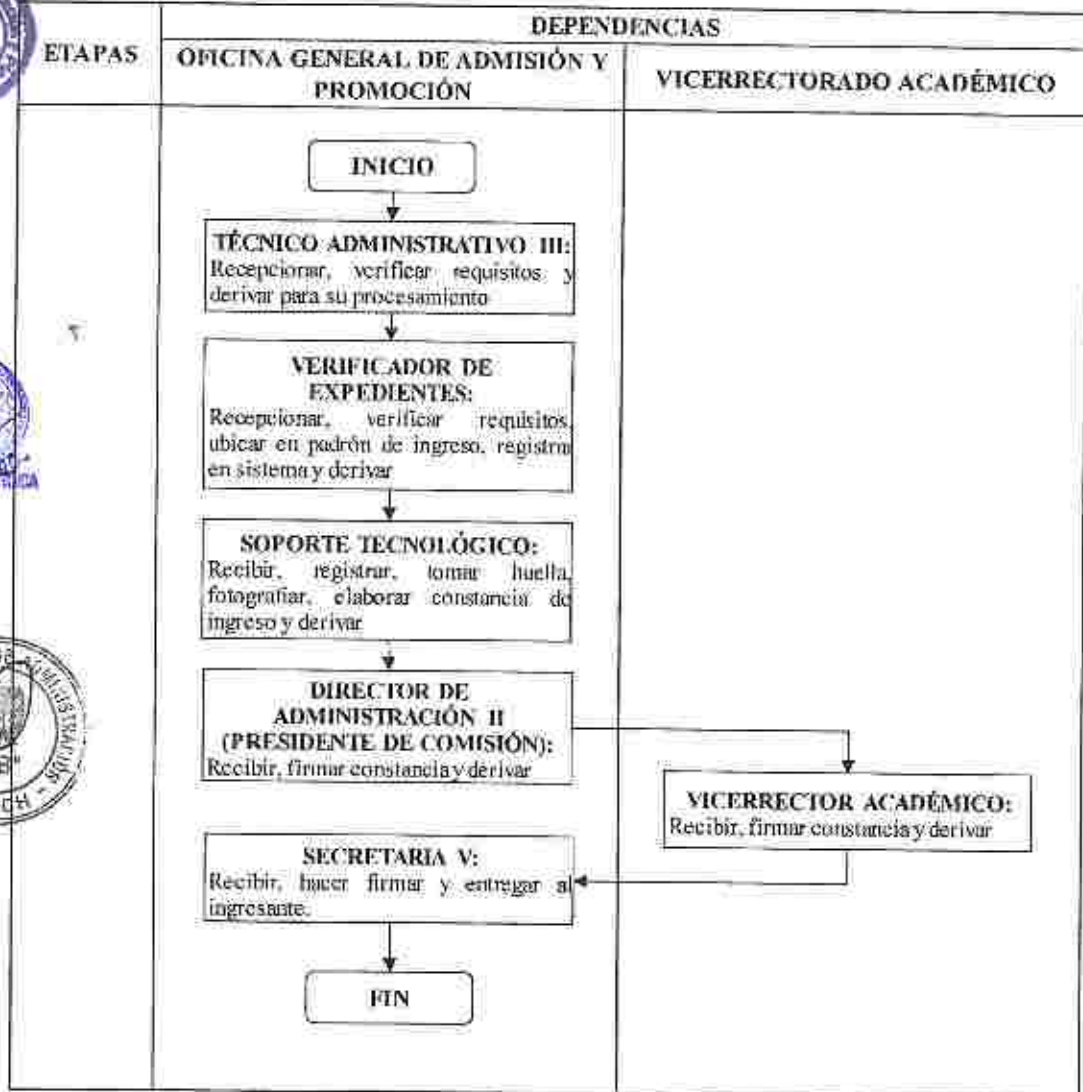 DEPENDENCIAS
ETAPAS
OFICINA GENERAL DE ADMISIÓN Y
PROMOCIÓN
VICERRECTORADO ACADÉMICO
INICIO
TÉCNICO ADMINISTRATIVO III:
Recepcionar, verificar requisitos y
derivar para su procesamiento
VERIFICADOR DE
EXPEDIENTES:
Recepcionar, verificar requisitos,
ubicar en padrón de ingreso, registrar
en sistema y derivar
SOPORTE TECNOLÓGICO:
Recibir, registrar, tomar huella,
fotografiar, elaborar constancia de
ingreso y derivar
DIRECTOR DE
ADMINISTRACIÓN II
(PRESIDENTE DE COMISIÓN):
Recibir, firmar constancia y derivar
VICERRECTOR ACADÉMICO:
Recibir, firmar constancia y derivar
SECRETARIA V:
Recibir, hacer firmar y entregar al
ingresante.
FIN
ADMINISTRACIÓN